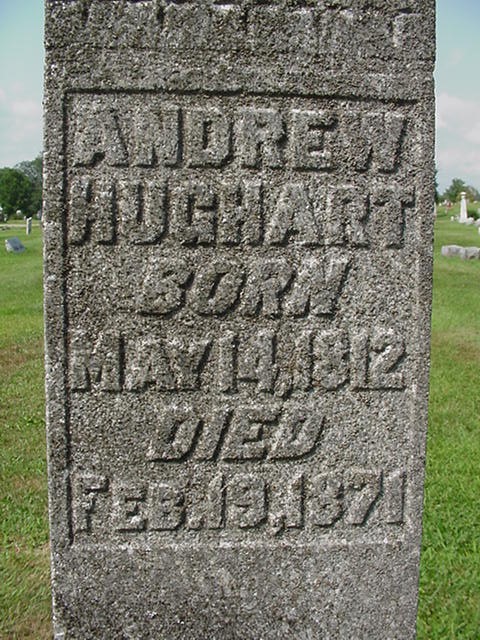 ANDREW
HUGHART
BORN
MAY 14, 1812
DIED
FEB. 19, 1871